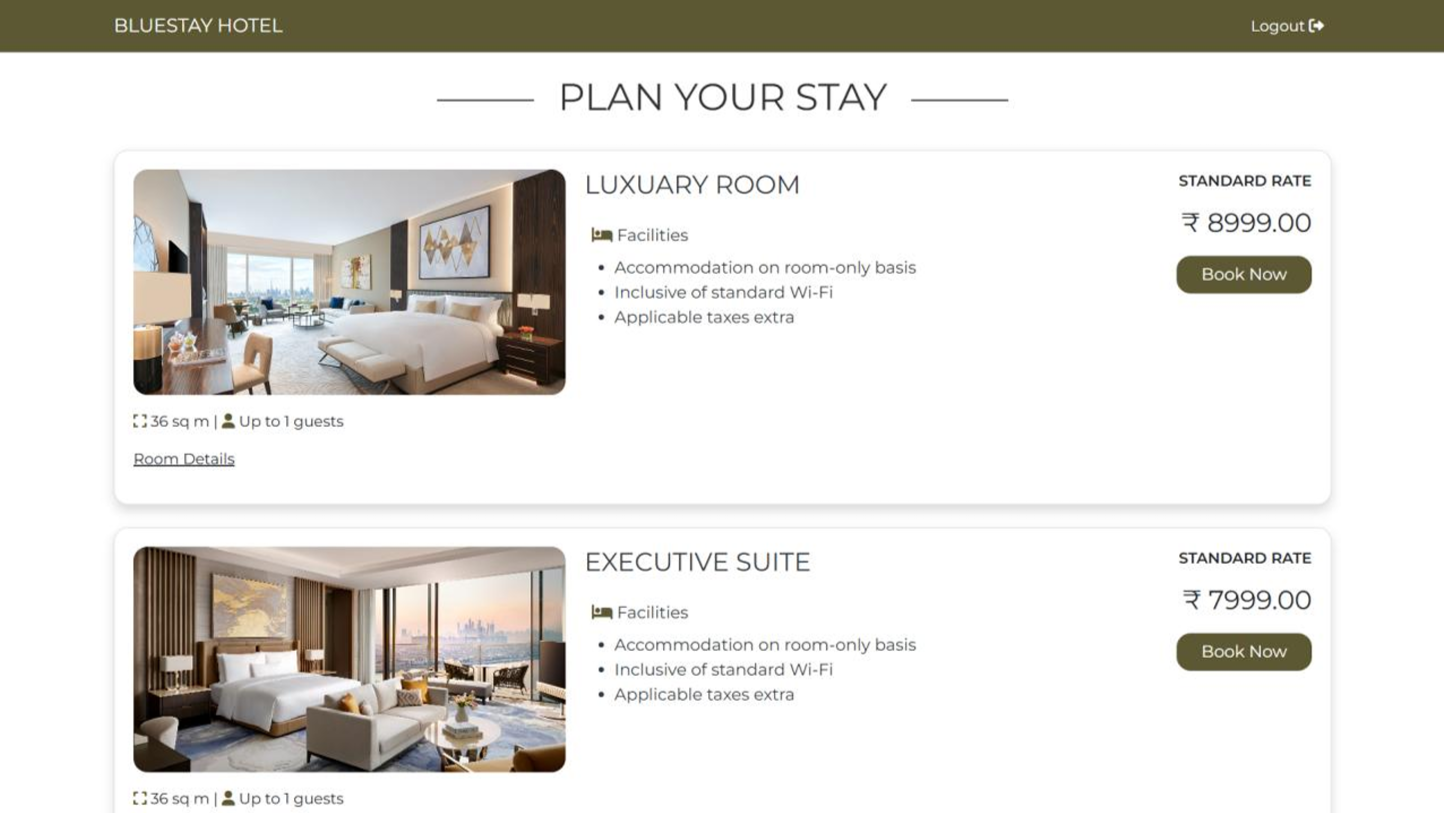 BLUESTAY HOTEL
Logout
PLAN YOUR STAY
LUXUARY ROOM
Facilities
• Accommodation on room-only basis
• Inclusive of standard Wi-Fi
• Applicable taxes extra
STANDARD RATE
₹ 8999.00
Book Now
36 sq m | Up to 1 guests
Room Details
EXECUTIVE SUITE
Facilities
• Accommodation on room-only basis
• Inclusive of standard Wi-Fi
• Applicable taxes extra
STANDARD RATE
₹ 7999.00
Book Now
36 sq m | Up to 1 guests